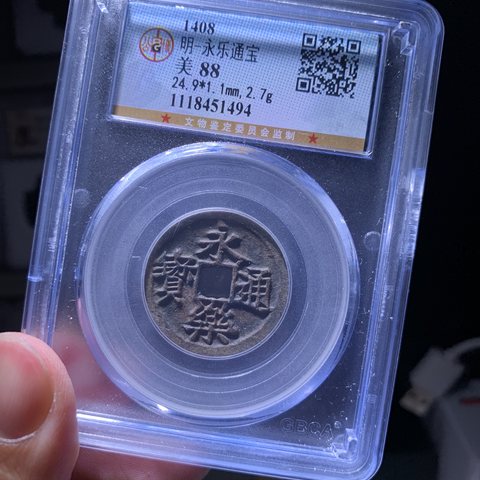 1408
明-永乐通宝
美 88
24.9*1.1mm,2.7g
1118451494
★ 文物鉴定委员会监制 ★
永
寳 通
樂
GBCA